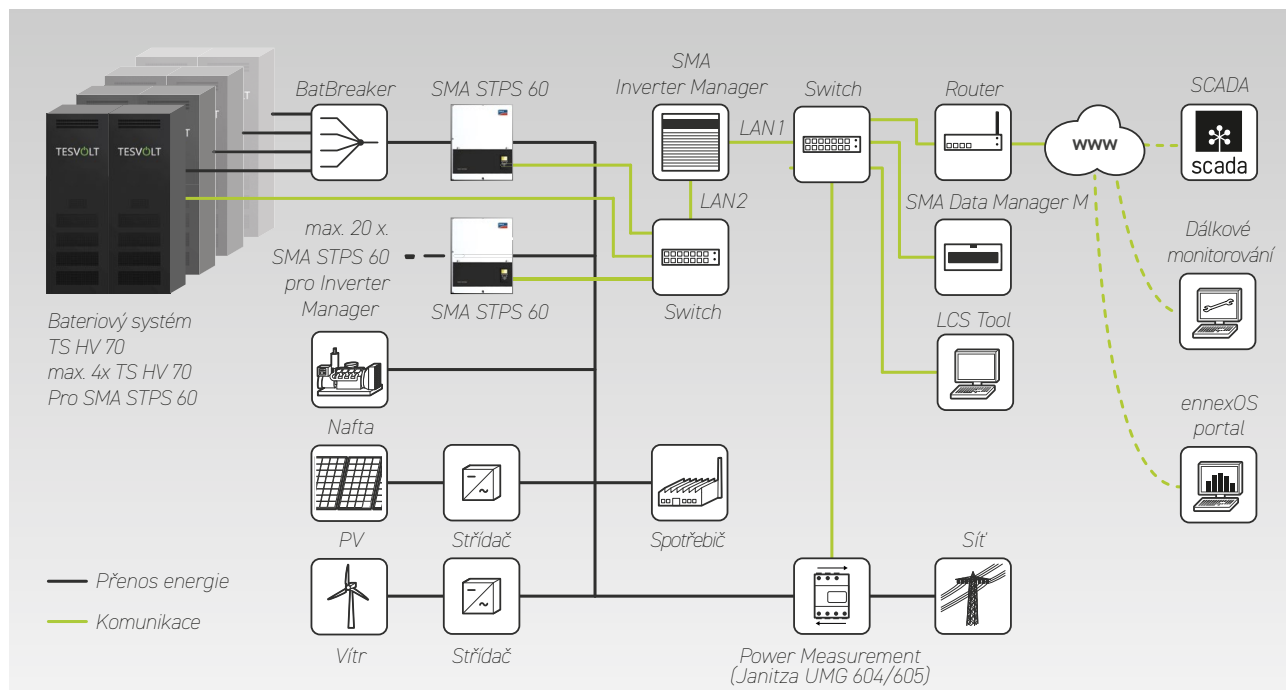 BatBreaker
SMA STPS 60
SMA
Inverter Manager
Switch
Router
SCADA
LAN1
www
scada
TESVOLT TESVOLT
T
T
T
LAN2
SMA Data Manager M
max. 20 x.
SMA STPS 60
pro Inverter
Manager
SMA STPS 60
Switch
Dálkové
monitorování
LCS Tool
Bateriový systém
TS HV 70
max. 4x TS HV 70
Pro SMA STPS 60
Nafta
ennexOS
portal
PV
Střídač
Spotřebič
Síť
Přenos energie
Komunikace
Vítr
Střídač
Power Measurement
(Janitza UMG 604/605)